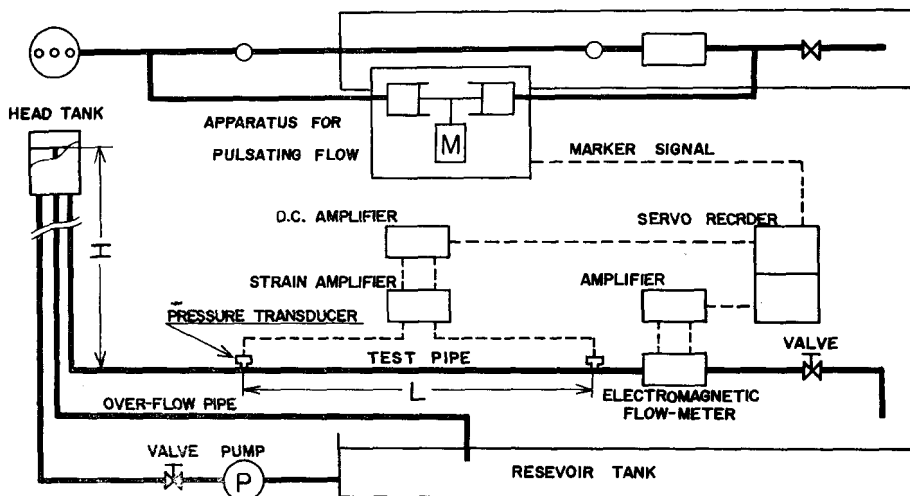 HEAD TANK
APPARATUS FOR
PULSATING FLOW
M
MARKER SIGNAL
H
D.C. AMPLIFIER
SERVO RECRDER
STRAIN AMPLIFIER
AMPLIFIER
PRESSURE TRANSDUCER
TEST PIPE
VALVE
L
ELECTROMAGNETIC
FLOW-METER
OVER-FLOW PIPE
VALVE
PUMP
P
RESEVOIR TANK